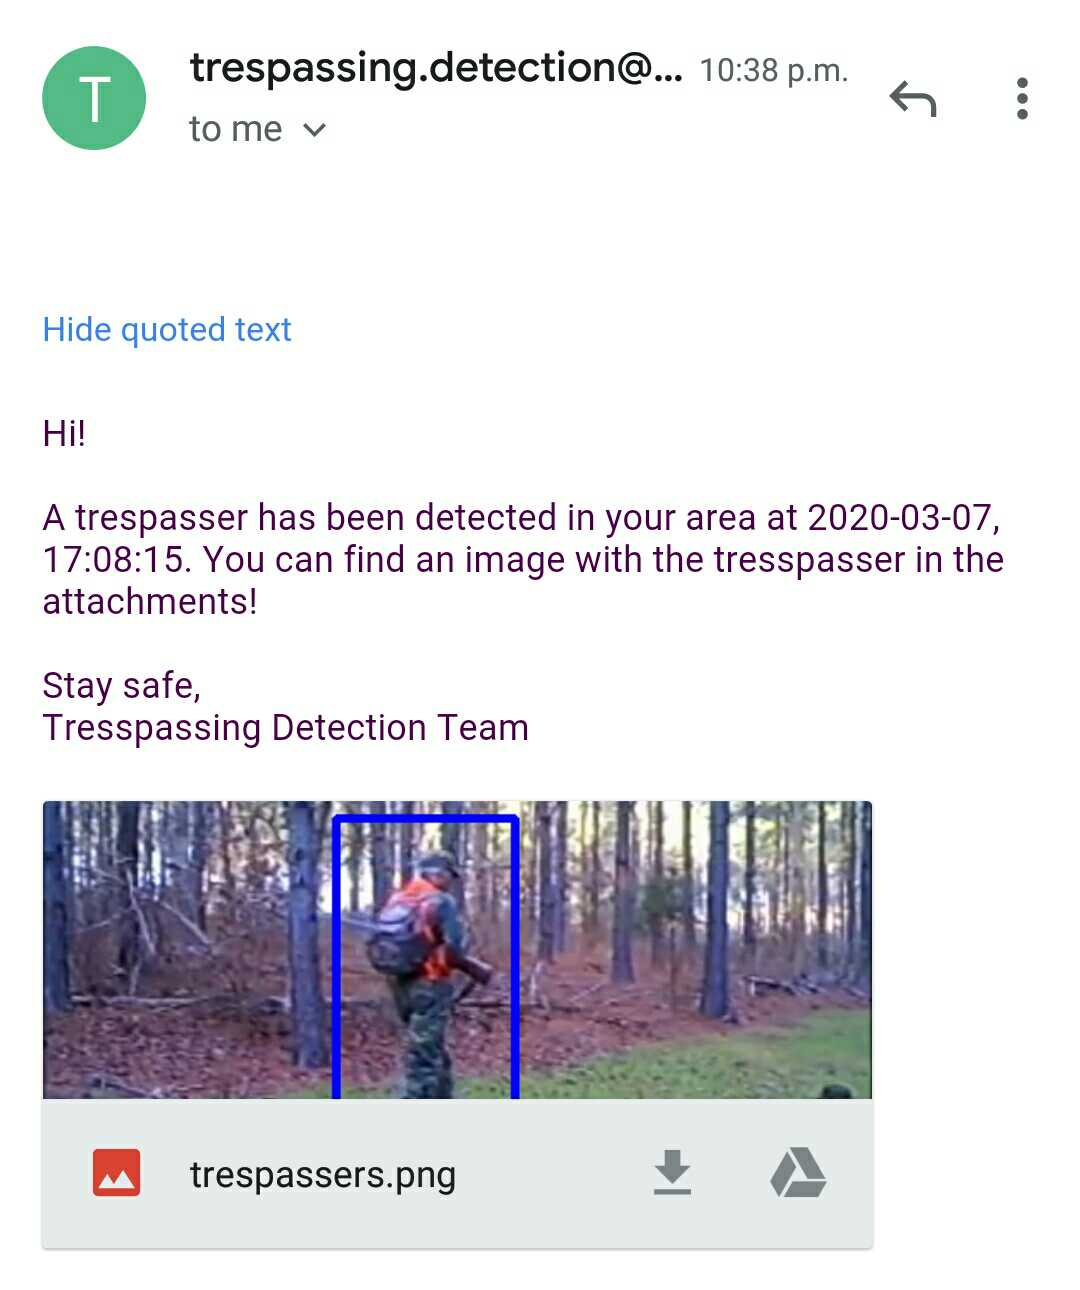 T
trespassing.detection@... 10:38 p.m.
to me
Hide quoted text
Hi!
A trespasser has been detected in your area at 2020-03-07,
17:08:15. You can find an image with the tresspasser in the
attachments!
Stay safe,
Tresspassing Detection Team
trespassers.png